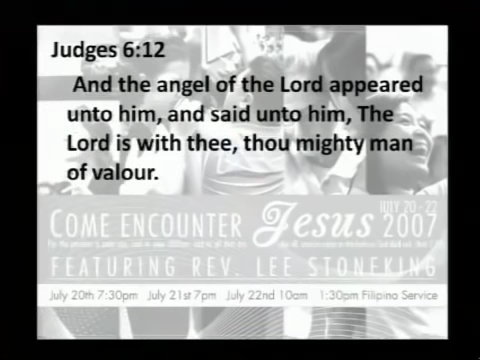 Judges 6:12
And the angel of the Lord appeared
unto him, and said unto him, The
Lord is with thee, thou mighty man
of valour.
JULY 20 - 22
COME ENCOUNTER Jesus 2007
FEATURING REV. LEE STONEKING
July 20th 7:30pm July 21st 7pm July 22nd 10am 1:30pm Filipino Service